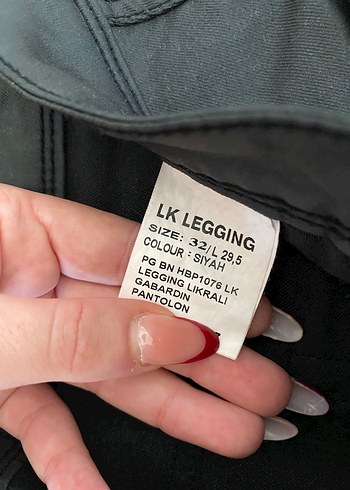 LK LEGGING
SIZE: 32/L 29,5
COLOUR : SIYAH
PG BN HBP1076 LK
LEGGING LIKRALI
GABARDIN
PANTOLON